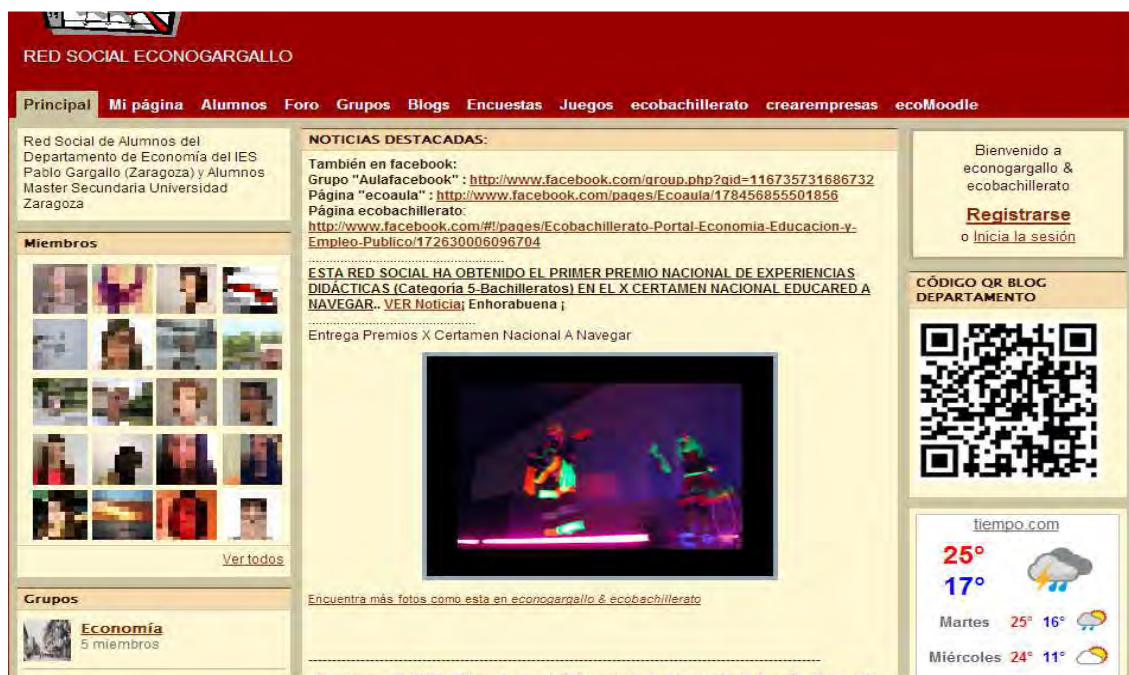 RED SOCIAL ECONOGARGALLO
Principal Mi página Alumnos Foro Grupos Blogs Encuestas Juegos ecobachillerato crearempresas ecoMoodle
Red Social de Alumnos del
Departamento de Economía del IES
Pablo Gargallo (Zaragoza) y Alumnos
Master Secundaria Universidad
Zaragoza
Miembros
Ver todos
Grupos
Economía
5 miembros
NOTICIAS DESTACADAS:
También en facebook:
Grupo "Aulafacebook" : http://www.facebook.com/group.php?gid=116735731686732
Página "ecoaula" : http://www.facebook.com/pages/Ecoaula/178456855501856
Página ecobachillerato:
http://www.facebook.com/#!/pages/Ecobachillerato-Portal-Economia-Educacion-y-
Empleo-Publico/172630006096704
ESTA RED SOCIAL HA OBTENIDO EL PRIMER PREMIO NACIONAL DE EXPERIENCIAS
DIDÁCTICAS (Categoría 5-Bachilleratos) EN EL X CERTAMEN NACIONAL EDUCARED A
NAVEGAR.. VER Noticia¡ Enhorabuena ¡
Entrega Premios X Certamen Nacional A Navegar
Encuentra más fotos como esta en econogargallo & ecobachillerato
Bienvenido a
econogargallo &
ecobachillerato
Registrarse
o Inicia la sesión
CÓDIGO QR BLOG
DEPARTAMENTO
tiempo.com
25°
17°
Martes 25° 16°
Miércoles 24° 11°